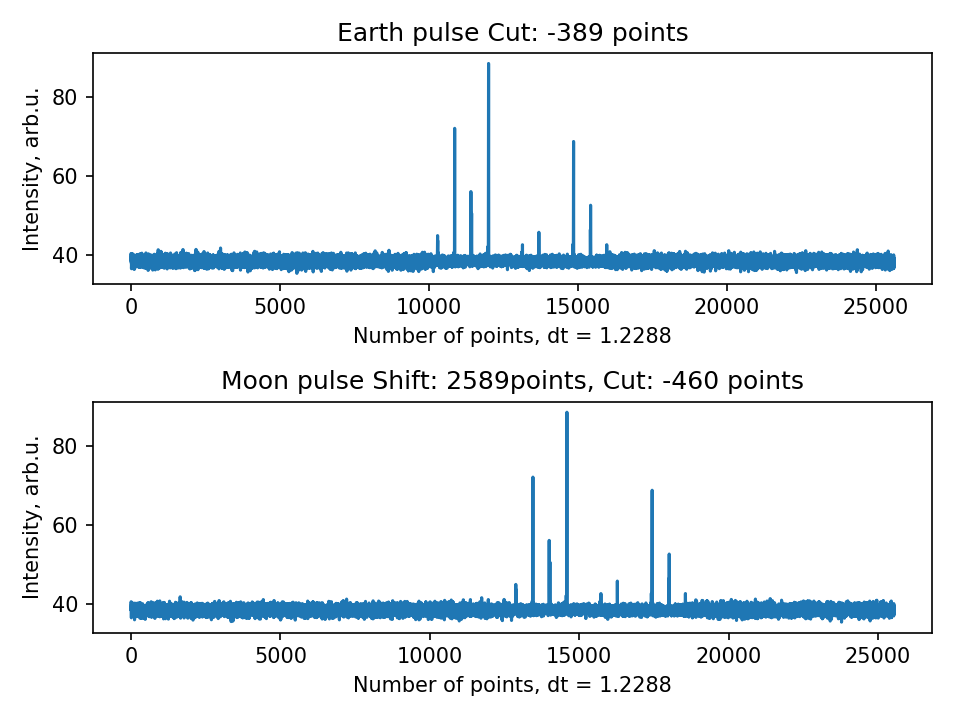 Earth pulse Cut: -389 points
Intensity, arb.u.
80
60
40
0 5000 10000 15000 20000 25000
Number of points, dt = 1.2288
Moon pulse Shift: 2589points, Cut: -460 points
Intensity, arb.u.
80
60
40
0 5000 10000 15000 20000 25000
Number of points, dt = 1.2288